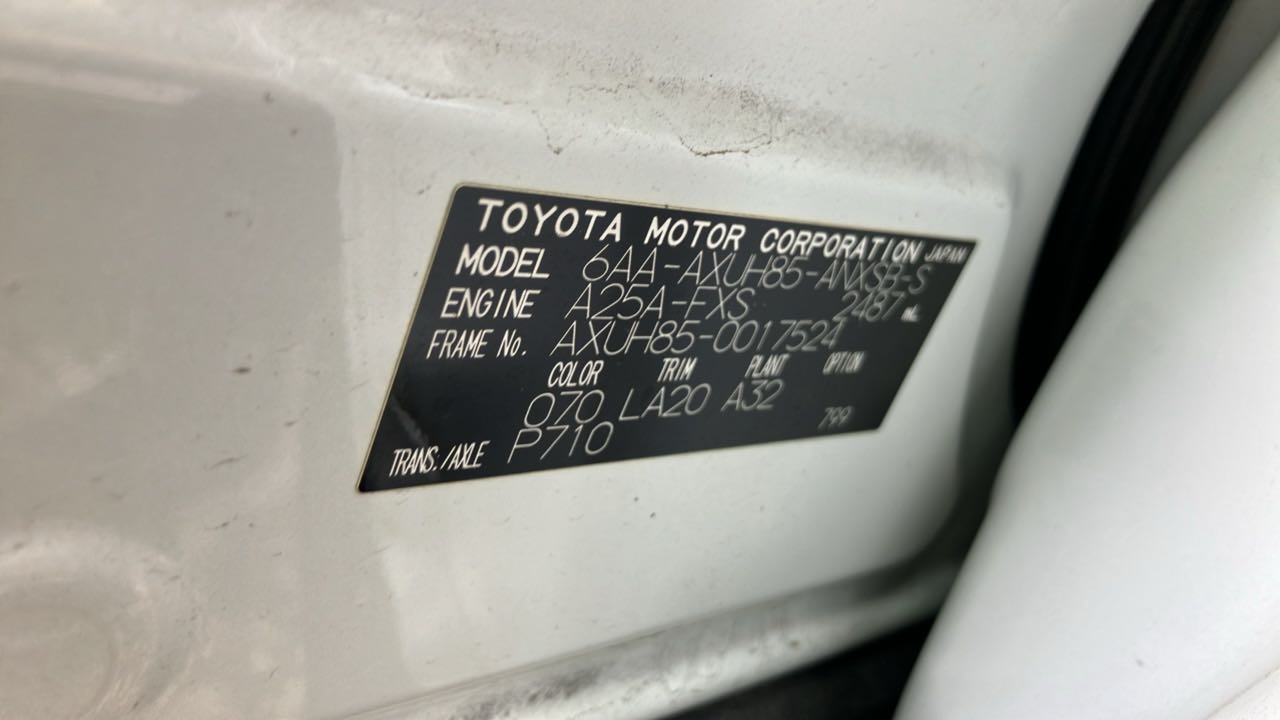 TOYOTA MOTOR CORPORATION JAPAN
MODEL 6AA-AXUH85-ANXSB-S
ENGINE A25A-FXS 2487 mL
FRAME No. AXUH85-0017524
COLOR TRIM PLANT OPTION
070 LA20 A32 799
TRANS./AXLE P710